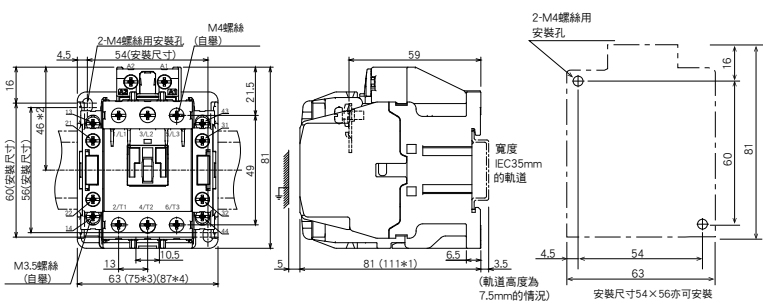 M4螺絲
(自舉)
2-M4螺絲用安裝孔
4.5
54(安裝尺寸)
A2
A1
16
46*2
60(安裝尺寸)
56(安裝尺寸)
13
21
43
31
1/L1
3/L2
5/L3
21.5
49
81
22
14
2/T1
4/T2
6/T3
32
44
M3.5螺絲
(自舉)
13
10.5
63 (75*3)(87*4)
59
寬度
IEC35mm
的軌道
6.5
5
81 (111*1)
3.5
(軌道高度為
7.5mm的情況)
2-M4螺絲用
安裝孔
16
60
81
4.5
54
63
安裝尺寸54×56亦可安裝